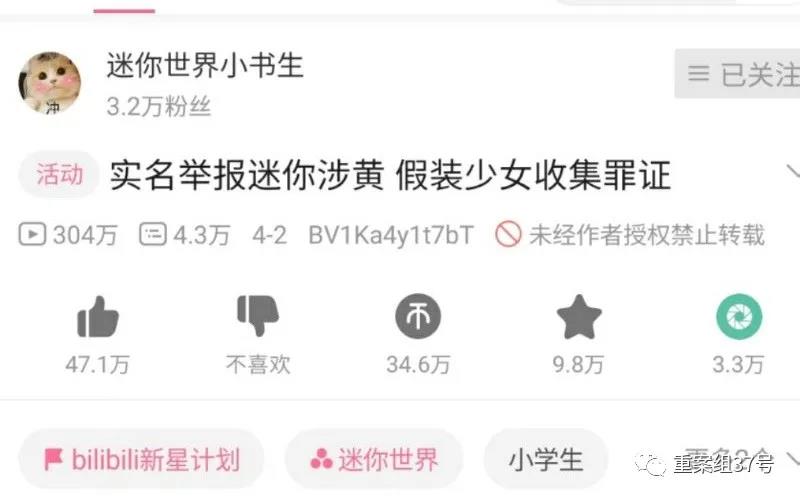 迷你世界小书生
3.2万粉丝
已关注
冲
活动 实名举报迷你涉黄 假装少女收集罪证
304万 4.3万 4-2 BV1Ka4y1t7bT 未经作者授权禁止转载
47.1万 不喜欢 34.6万 9.8万 3.3万
bilibili新星计划 迷你世界 小学生
重案组37号